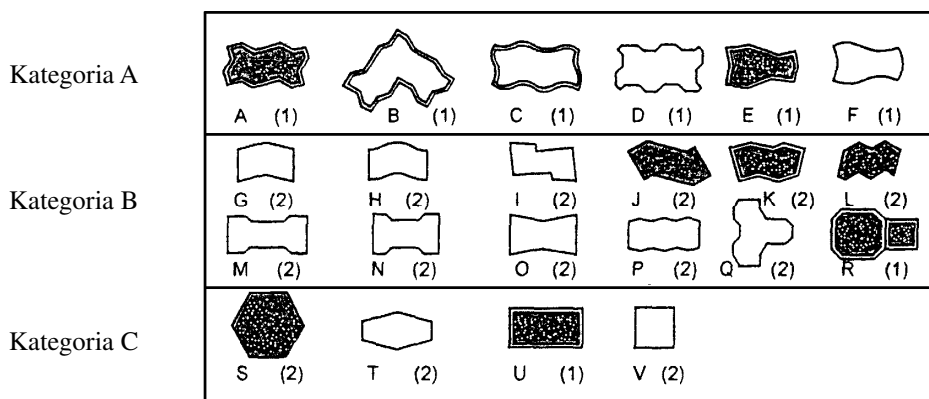 Kategoria A
A (1) B (1) C (1) D (1) E (1) F (1)
Kategoria B
G (2) H (2) I (2) J (2) K (2) L (2)
M (2) N (2) O (2) P (2) Q (2) R (1)
Kategoria C
S (2) T (2) U (1) V (2)